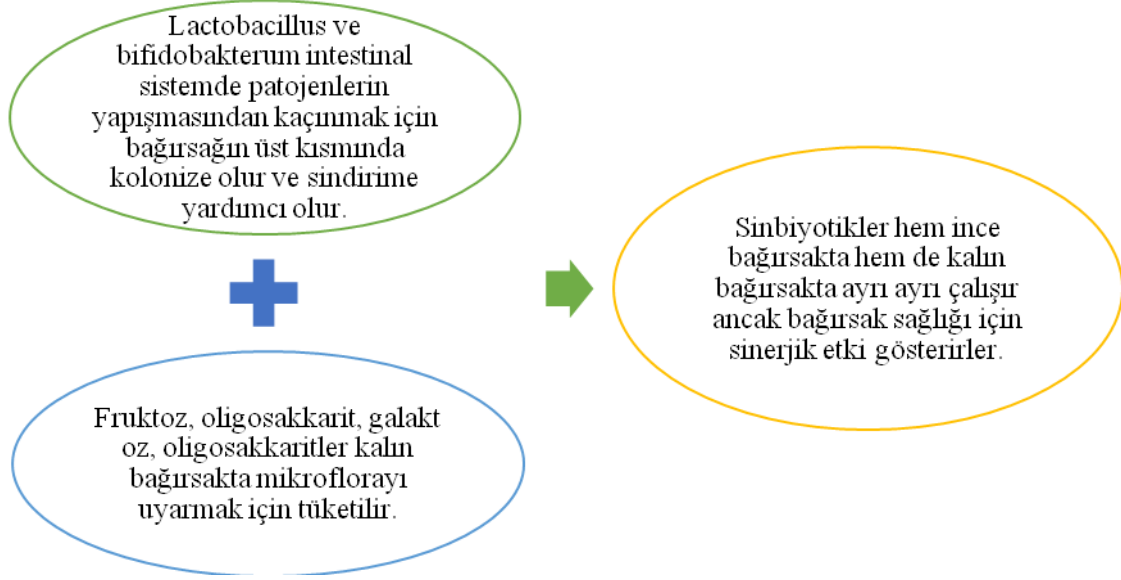 Lactobacillus ve
bifidobakterum intestinal
sistemde patojenlerin
yapışmasından kaçınmak için
bağırsağın üst kısmında
kolonize olur ve sindirime
yardımcı olur.
Fruktoz, oligosakkarit, galakt
oz, oligosakkaritler kalın
bağırsakta mikroflorayı
uyarmak için tüketilir.
Sinbiyotikler hem ince
bağırsakta hem de kalın
bağırsakta ayrı ayrı çalışır
ancak bağırsak sağlığı için
sinerjik etki gösterirler.